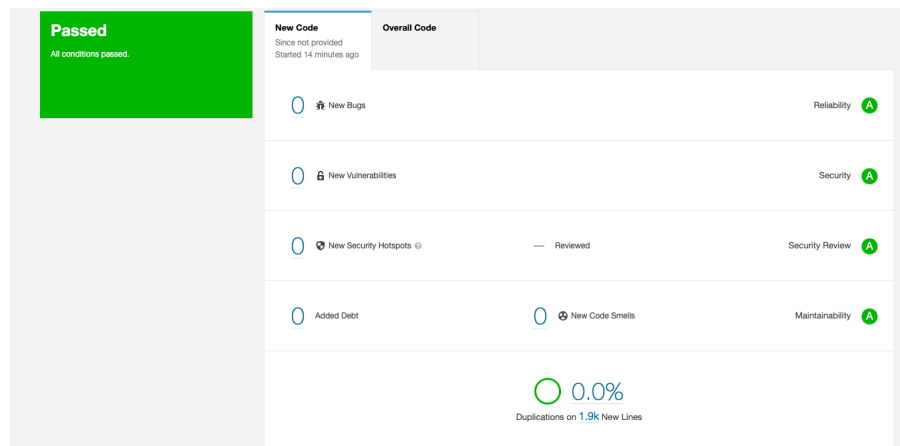 Passed
All conditions passed.
New Code
Since not provided
Started 14 minutes ago
Overall Code
0 New Bugs
Reliability A
0 New Vulnerabilities
Security A
0 New Security Hotspots ?
— Reviewed
Security Review A
0 Added Debt
0 New Code Smells
Maintainability A
0.0%
Duplications on 1.9k New Lines